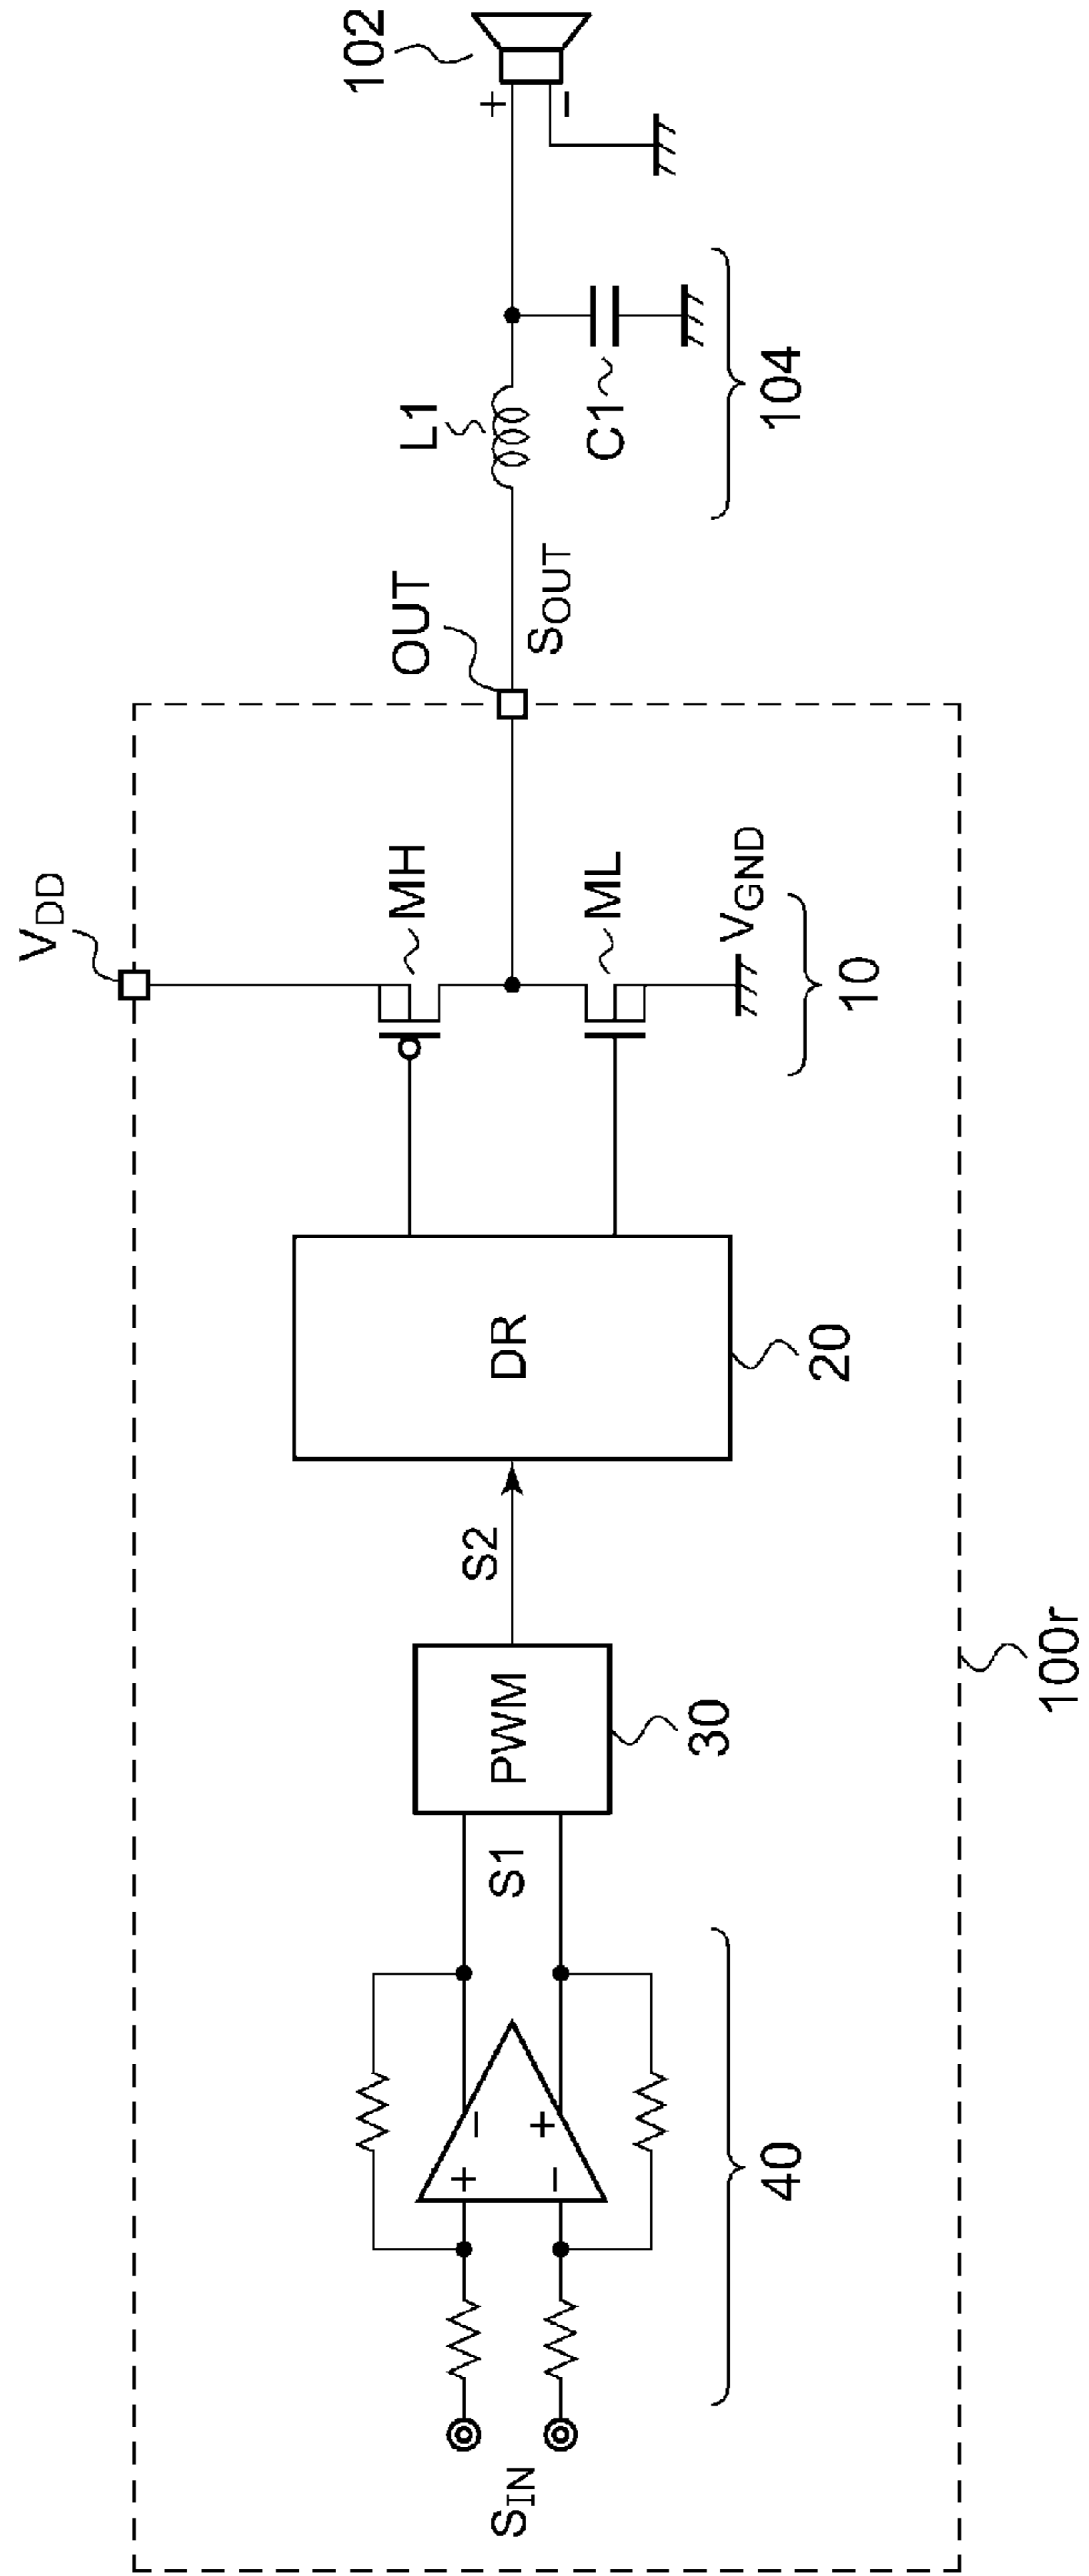 VDD
OUT
102
+
−
L1
C1
104
SOUT
MH
ML
VGND
10
DR
20
S2
PWM
30
S1
+
−
−
+
40
SIN
100r